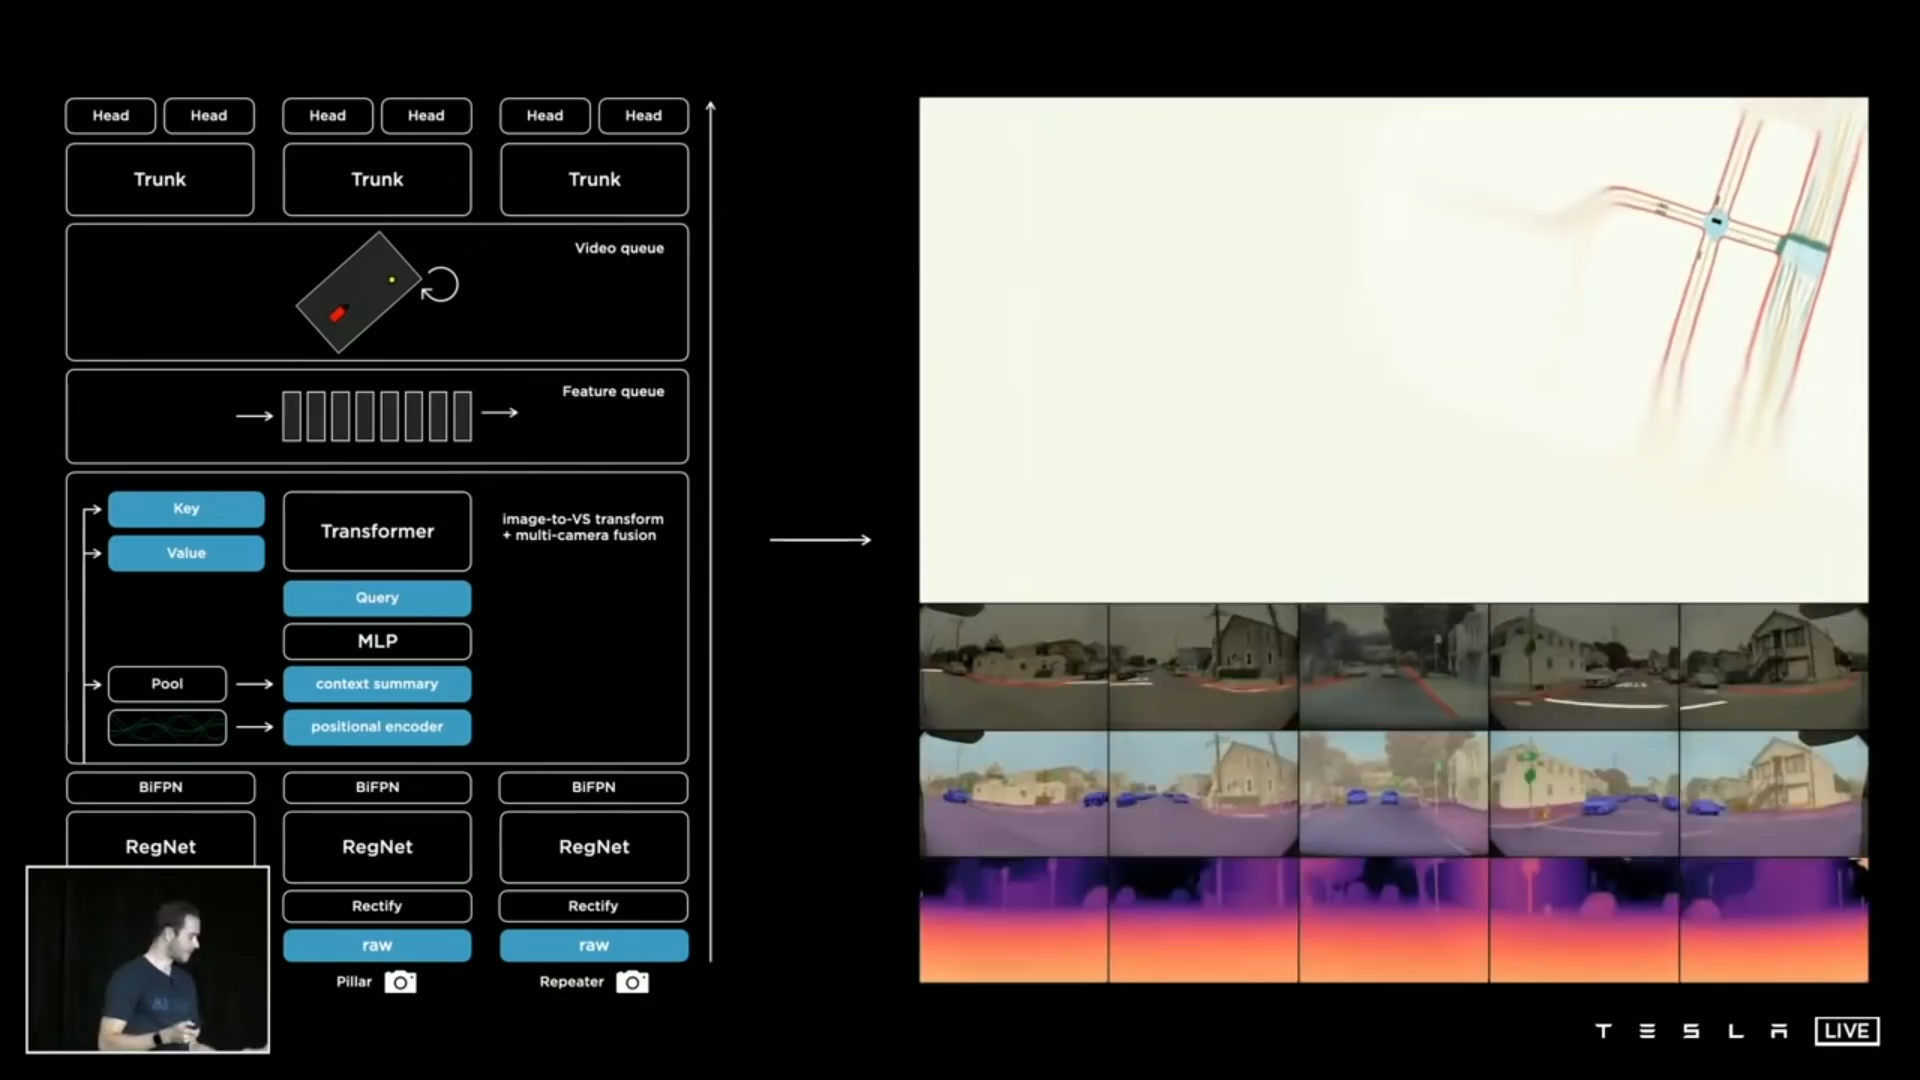 Head Head Head Head Head Head
Trunk Trunk Trunk
Video queue
Feature queue
Key
Value
Transformer
image-to-VS transform
+ multi-camera fusion
Query
MLP
Pool
context summary
positional encoder
BiFPN BiFPN BiFPN
RegNet RegNet RegNet
Rectify Rectify
raw raw
Pillar Repeater
TESLA LIVE